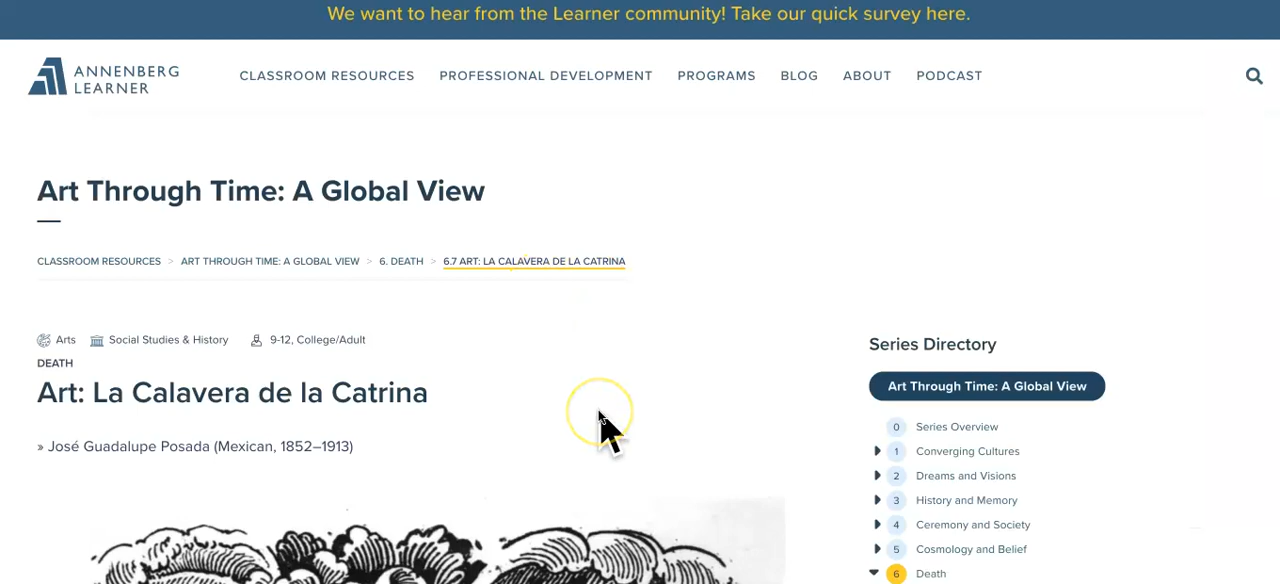 We want to hear from the Learner community! Take our quick survey here.
ANNENBERG
LEARNER
CLASSROOM RESOURCES PROFESSIONAL DEVELOPMENT PROGRAMS BLOG ABOUT PODCAST
Art Through Time: A Global View
CLASSROOM RESOURCES > ART THROUGH TIME: A GLOBAL VIEW > 6. DEATH > 6.7 ART: LA CALAVERA DE LA CATRINA
Arts Social Studies & History 9-12, College/Adult
DEATH
Art: La Calavera de la Catrina
» José Guadalupe Posada (Mexican, 1852–1913)
Series Directory
Art Through Time: A Global View
0 Series Overview
1 Converging Cultures
2 Dreams and Visions
3 History and Memory
4 Ceremony and Society
5 Cosmology and Belief
6 Death